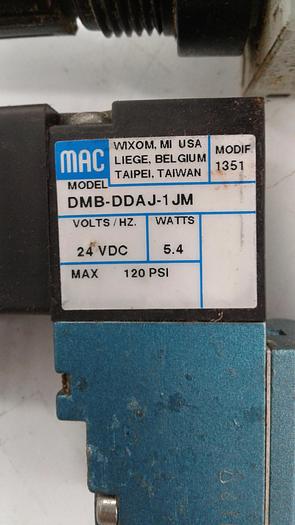 MAC
WIXOM, MI USA
LIEGE, BELGIUM
TAIPEI, TAIWAN
MODIF
1351
MODEL
DMB-DDAJ-1JM
VOLTS / HZ. WATTS
24 VDC 5.4
MAX 120 PSI